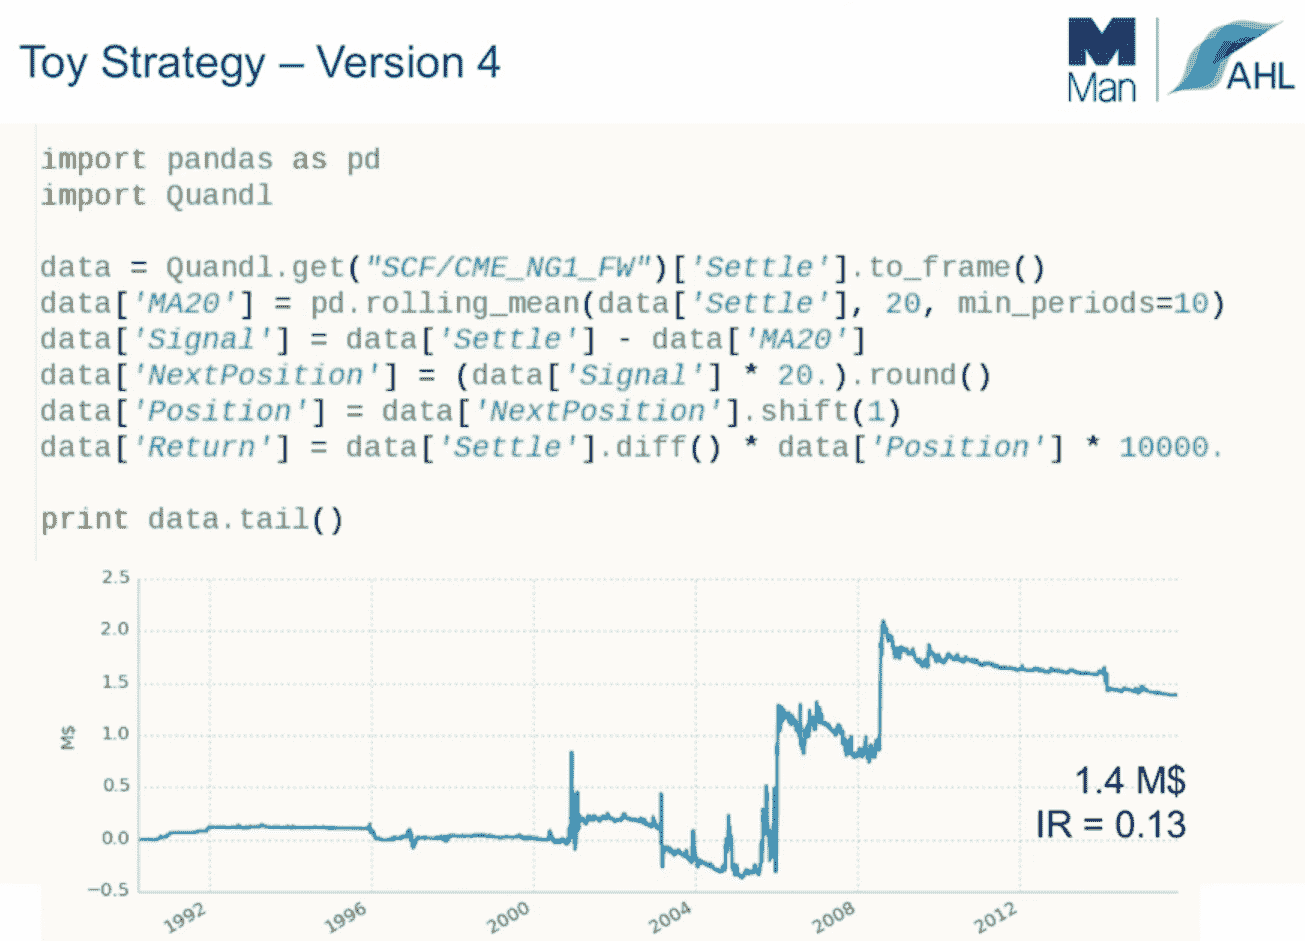 Toy Strategy – Version 4
M
Man
AHL
import pandas as pd
import Quandl
data = Quandl.get("SCF/CME_NG1_FW")['Settle'].to_frame()
data['MA20'] = pd.rolling_mean(data['Settle'], 20, min_periods=10)
data['Signal'] = data['Settle'] - data['MA20']
data['NextPosition'] = (data['Signal'] * 20.).round()
data['Position'] = data['NextPosition'].shift(1)
data['Return'] = data['Settle'].diff() * data['Position'] * 10000.
print data.tail()
2.5
2.0
1.5
1.0
0.5
0.0
−0.5
M$
1.4 M$
IR = 0.13
1992 1996 2000 2004 2008 2012